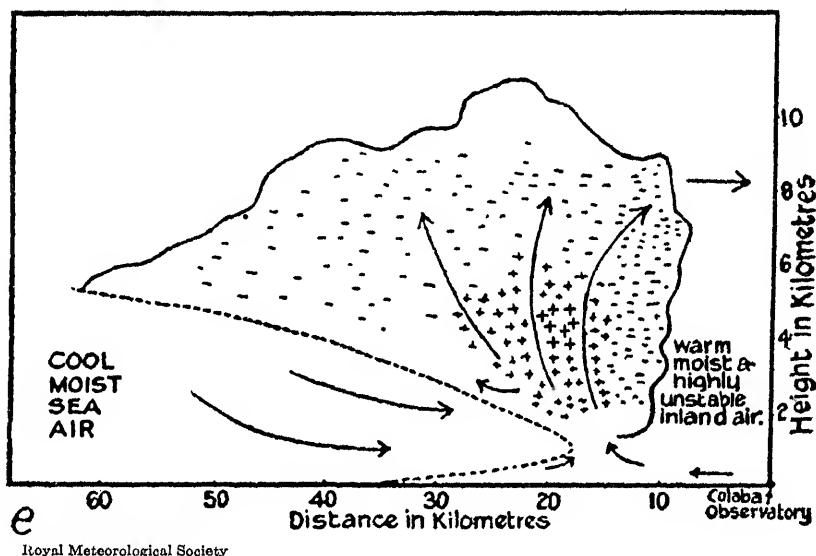 10
8
6
4
2
Height in Kilometres
COOL
MOIST
SEA
AIR
warm
moist &
highly
unstable
inland air.
60 50 40 30 20 10 Colaba
Observatory
Distance in Kilometres
e
Royal Meteorological Society